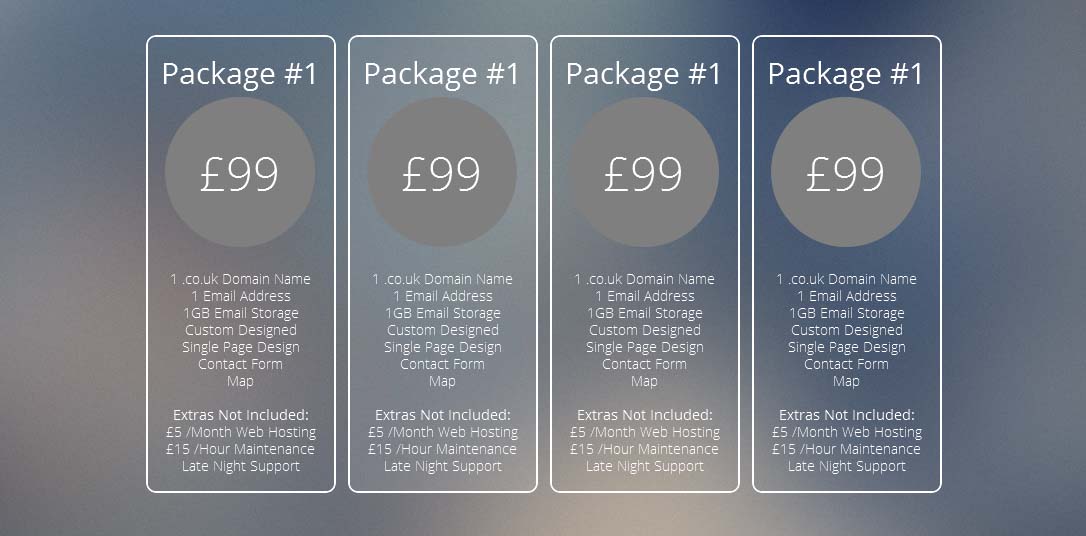 Package #1
£99
1 .co.uk Domain Name
1 Email Address
1GB Email Storage
Custom Designed
Single Page Design
Contact Form
Map
Extras Not Included:
£5 /Month Web Hosting
£15 /Hour Maintenance
Late Night Support
Package #1
£99
1 .co.uk Domain Name
1 Email Address
1GB Email Storage
Custom Designed
Single Page Design
Contact Form
Map
Extras Not Included:
£5 /Month Web Hosting
£15 /Hour Maintenance
Late Night Support
Package #1
£99
1 .co.uk Domain Name
1 Email Address
1GB Email Storage
Custom Designed
Single Page Design
Contact Form
Map
Extras Not Included:
£5 /Month Web Hosting
£15 /Hour Maintenance
Late Night Support
Package #1
£99
1 .co.uk Domain Name
1 Email Address
1GB Email Storage
Custom Designed
Single Page Design
Contact Form
Map
Extras Not Included:
£5 /Month Web Hosting
£15 /Hour Maintenance
Late Night Support